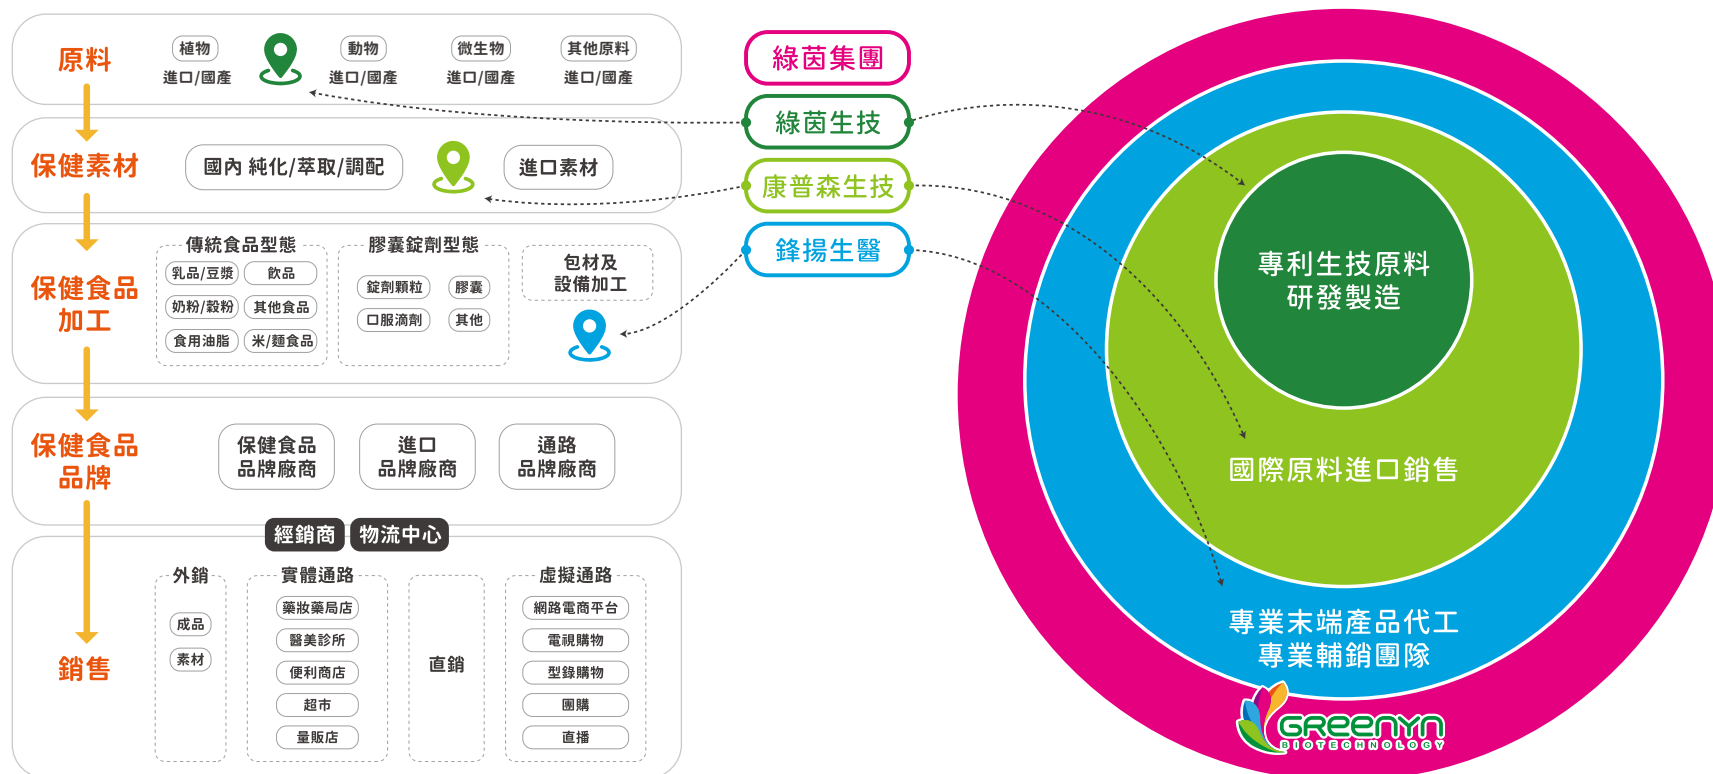 原料
植物
進口/國產
動物
進口/國產
微生物
進口/國產
其他原料
進口/國產
保健素材
國內 純化/萃取/調配
進口素材
保健食品
加工
傳統食品型態
乳品/豆漿
飲品
奶粉/穀粉
其他食品
食用油脂
米/麵食品
膠囊錠劑型態
錠劑顆粒
膠囊
口服滴劑
其他
包材及
設備加工
保健食品
品牌
保健食品
品牌廠商
進口
品牌廠商
通路
品牌廠商
經銷商
物流中心
銷售
外銷
成品
素材
實體通路
藥妝藥局店
醫美診所
便利商店
超市
量販店
直銷
虛擬通路
網路電商平台
電視購物
型錄購物
團購
直播
綠茵集團
綠茵生技
康普森生技
鋒揚生醫
專利生技原料
研發製造
國際原料進口銷售
專業末端產品代工
專業輔銷團隊
GREENYN
BIOTECHNOLOGY